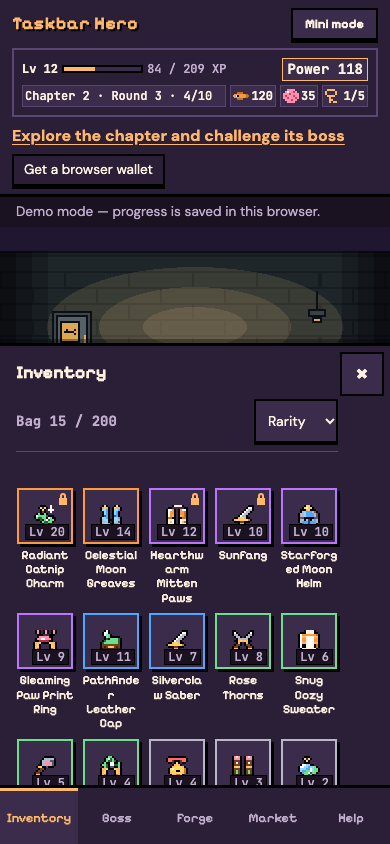 Taskbar Hero
Mini mode
Lv 12
84 / 209 XP
Power 118
Chapter 2 · Round 3 · 4/10
120
35
1/5
Explore the chapter and challenge its boss
Get a browser wallet
Demo mode — progress is saved in this browser.
Inventory
Bag 15 / 200
Rarity
Lv 20
Lv 14
Lv 12
Lv 10
Lv 10
Radiant
Catnip
Charm
Celestial
Moon
Greaves
Hearthw
arm
Mitten
Paws
Sunfang
Starforg
ed Moon
Helm
Lv 9
Lv 11
Lv 7
Lv 8
Lv 6
Gleaming
Paw Print
Ring
Pathfinde
r
Leather
Cap
Silvercla
w Saber
Rose
Thorns
Snug
Cozy
Sweater
Lv 5
Lv 4
Lv 4
Lv 3
Lv 2
Inventory
Boss
Forge
Market
Help